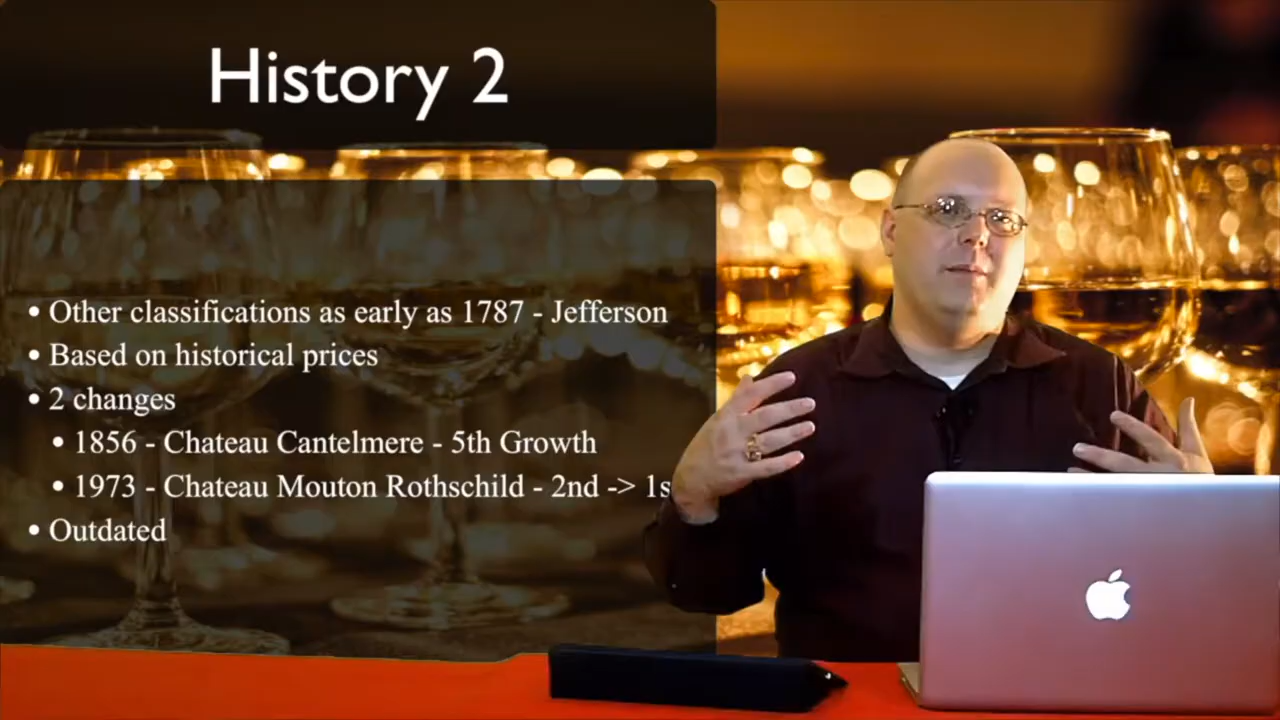 History 2
• Other classifications as early as 1787 - Jefferson
• Based on historical prices
• 2 changes
• 1856 - Chateau Cantelmere - 5th Growth
• 1973 - Chateau Mouton Rothschild - 2nd -> 1s
• Outdated